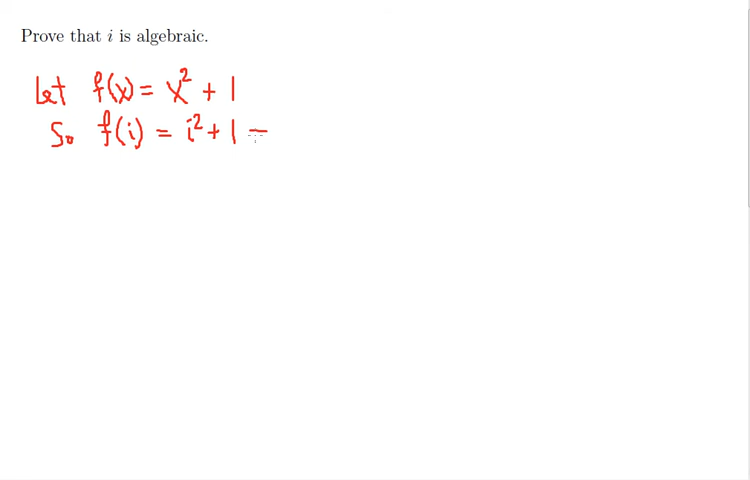 Prove that i is algebraic.
Let f(x) = x² + 1
So f(i) = i² + 1 =